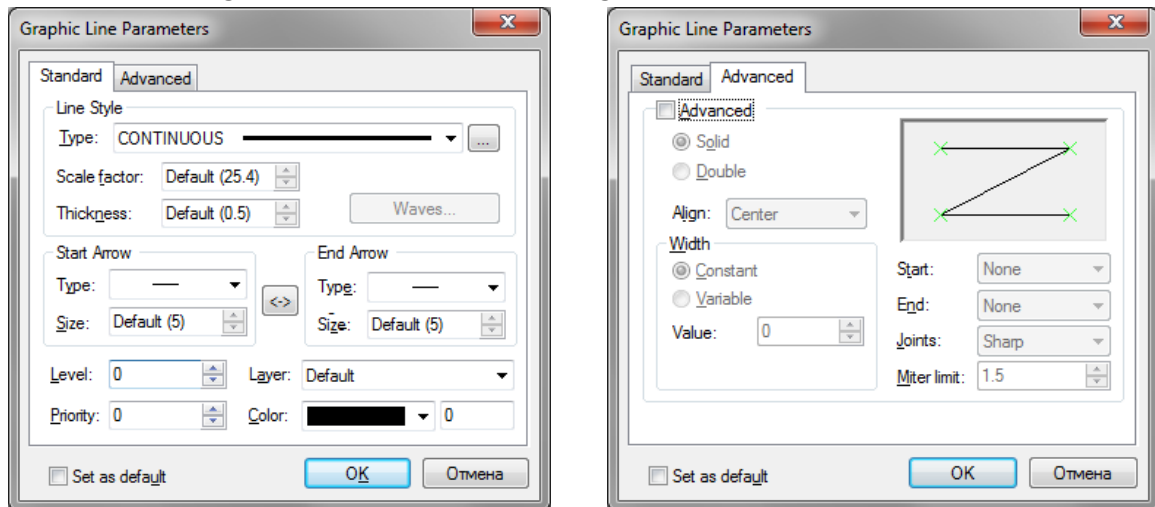 Graphic Line Parameters
Standard Advanced
Line Style
Type: CONTINUOUS ...
Scale factor: Default (25.4)
Thickness: Default (0.5) Waves...
Start Arrow End Arrow
Type: <-> Type:
Size: Default (5) Size: Default (5)
Level: 0 Layer: Default
Priority: 0 Color: 0
Set as default OK Отмена
Graphic Line Parameters
Standard Advanced
Advanced
Solid
Double
Align: Center
Width
Constant
Variable
Value: 0
Start: None
End: None
Joints: Sharp
Miter limit: 1.5
Set as default OK Отмена